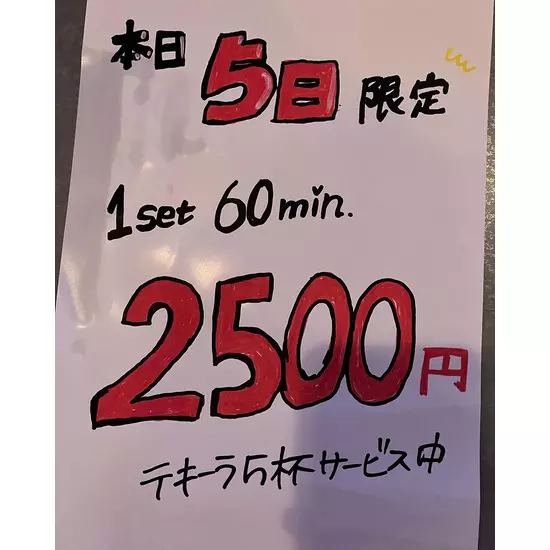 本日 5日 限定
1set 60min.
2500円
テキーラ5杯サービス中